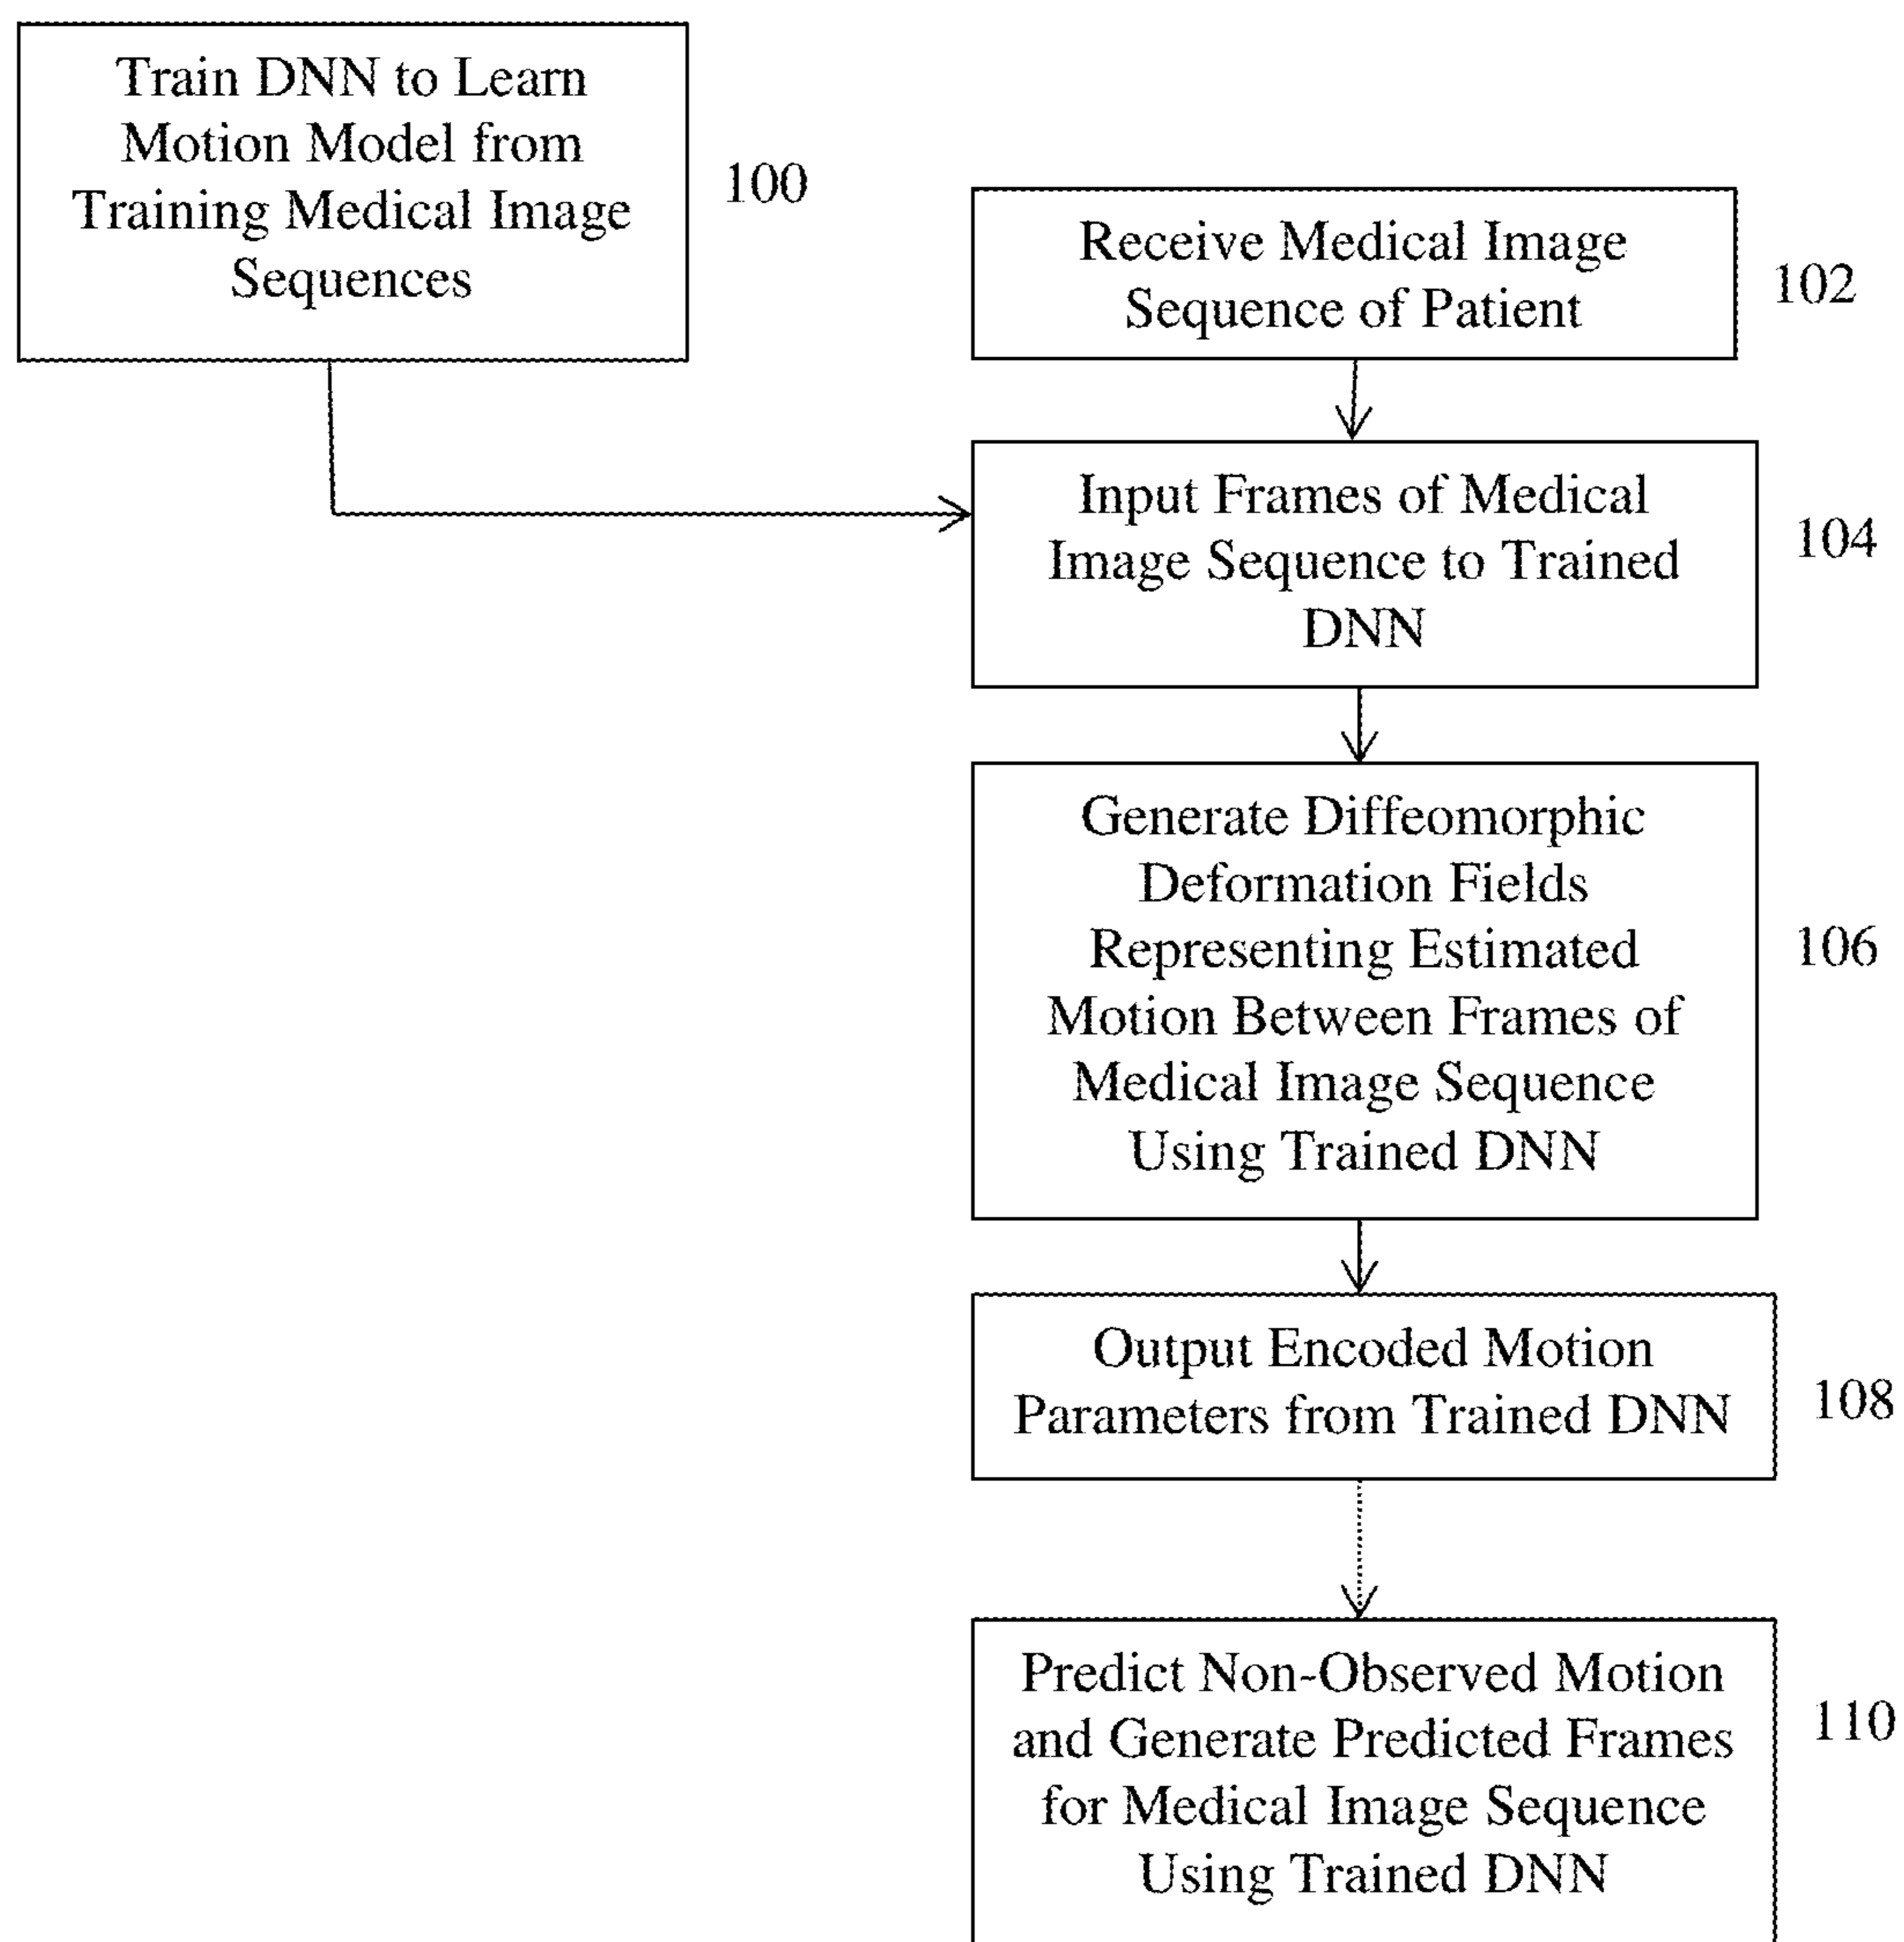 Train DNN to Learn
Motion Model from
Training Medical Image
Sequences
100
Receive Medical Image
Sequence of Patient
102
Input Frames of Medical
Image Sequence to Trained
DNN
104
Generate Diffeomorphic
Deformation Fields
Representing Estimated
Motion Between Frames of
Medical Image Sequence
Using Trained DNN
106
Output Encoded Motion
Parameters from Trained DNN
108
Predict Non-Observed Motion
and Generate Predicted Frames
for Medical Image Sequence
Using Trained DNN
110